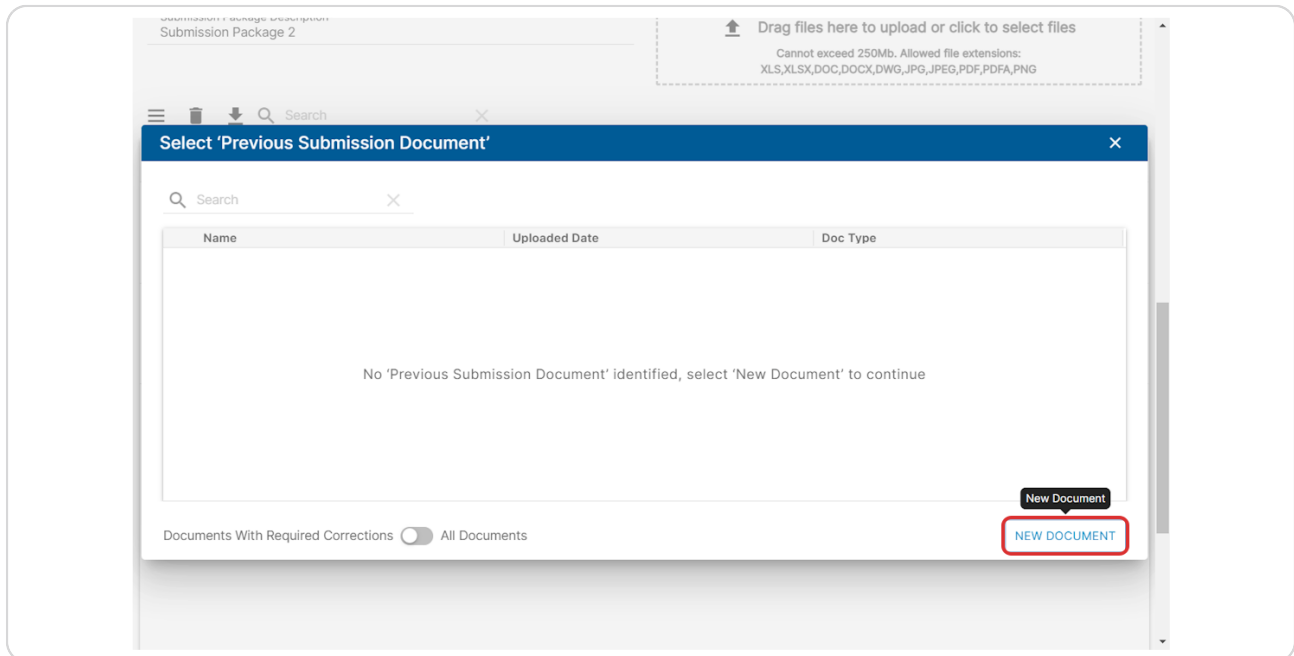 Submission Package Description
Submission Package 2
Drag files here to upload or click to select files
Cannot exceed 250Mb. Allowed file extensions:
XLS,XLSX,DOC,DOCX,DWG,JPG,JPEG,PDF,PDFA,PNG
Search
Select ‘Previous Submission Document’
Search
Name Uploaded Date Doc Type
No ‘Previous Submission Document’ identified, select ‘New Document’ to continue
New Document
Documents With Required Corrections All Documents
NEW DOCUMENT